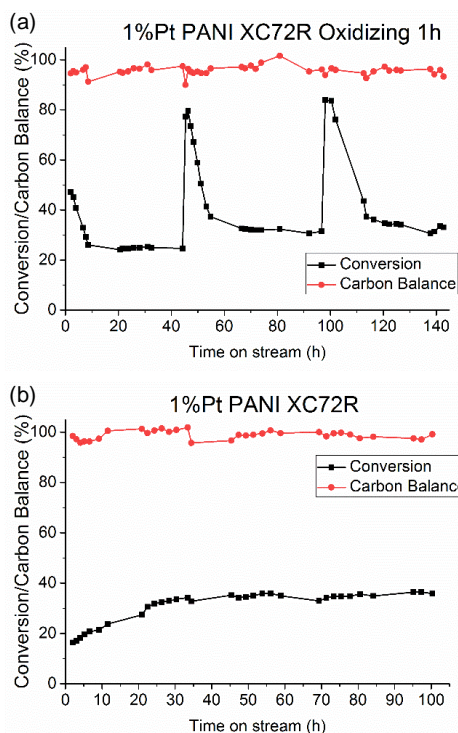 (a)
1%Pt PANI XC72R Oxidizing 1h
Conversion/Carbon Balance (%)
100
80
60
40
20
0
Conversion
Carbon Balance
0 20 40 60 80 100 120 140
Time on stream (h)
(b)
1%Pt PANI XC72R
Conversion/Carbon Balance (%)
100
80
60
40
20
0
Conversion
Carbon Balance
0 10 20 30 40 50 60 70 80 90 100
Time on stream (h)